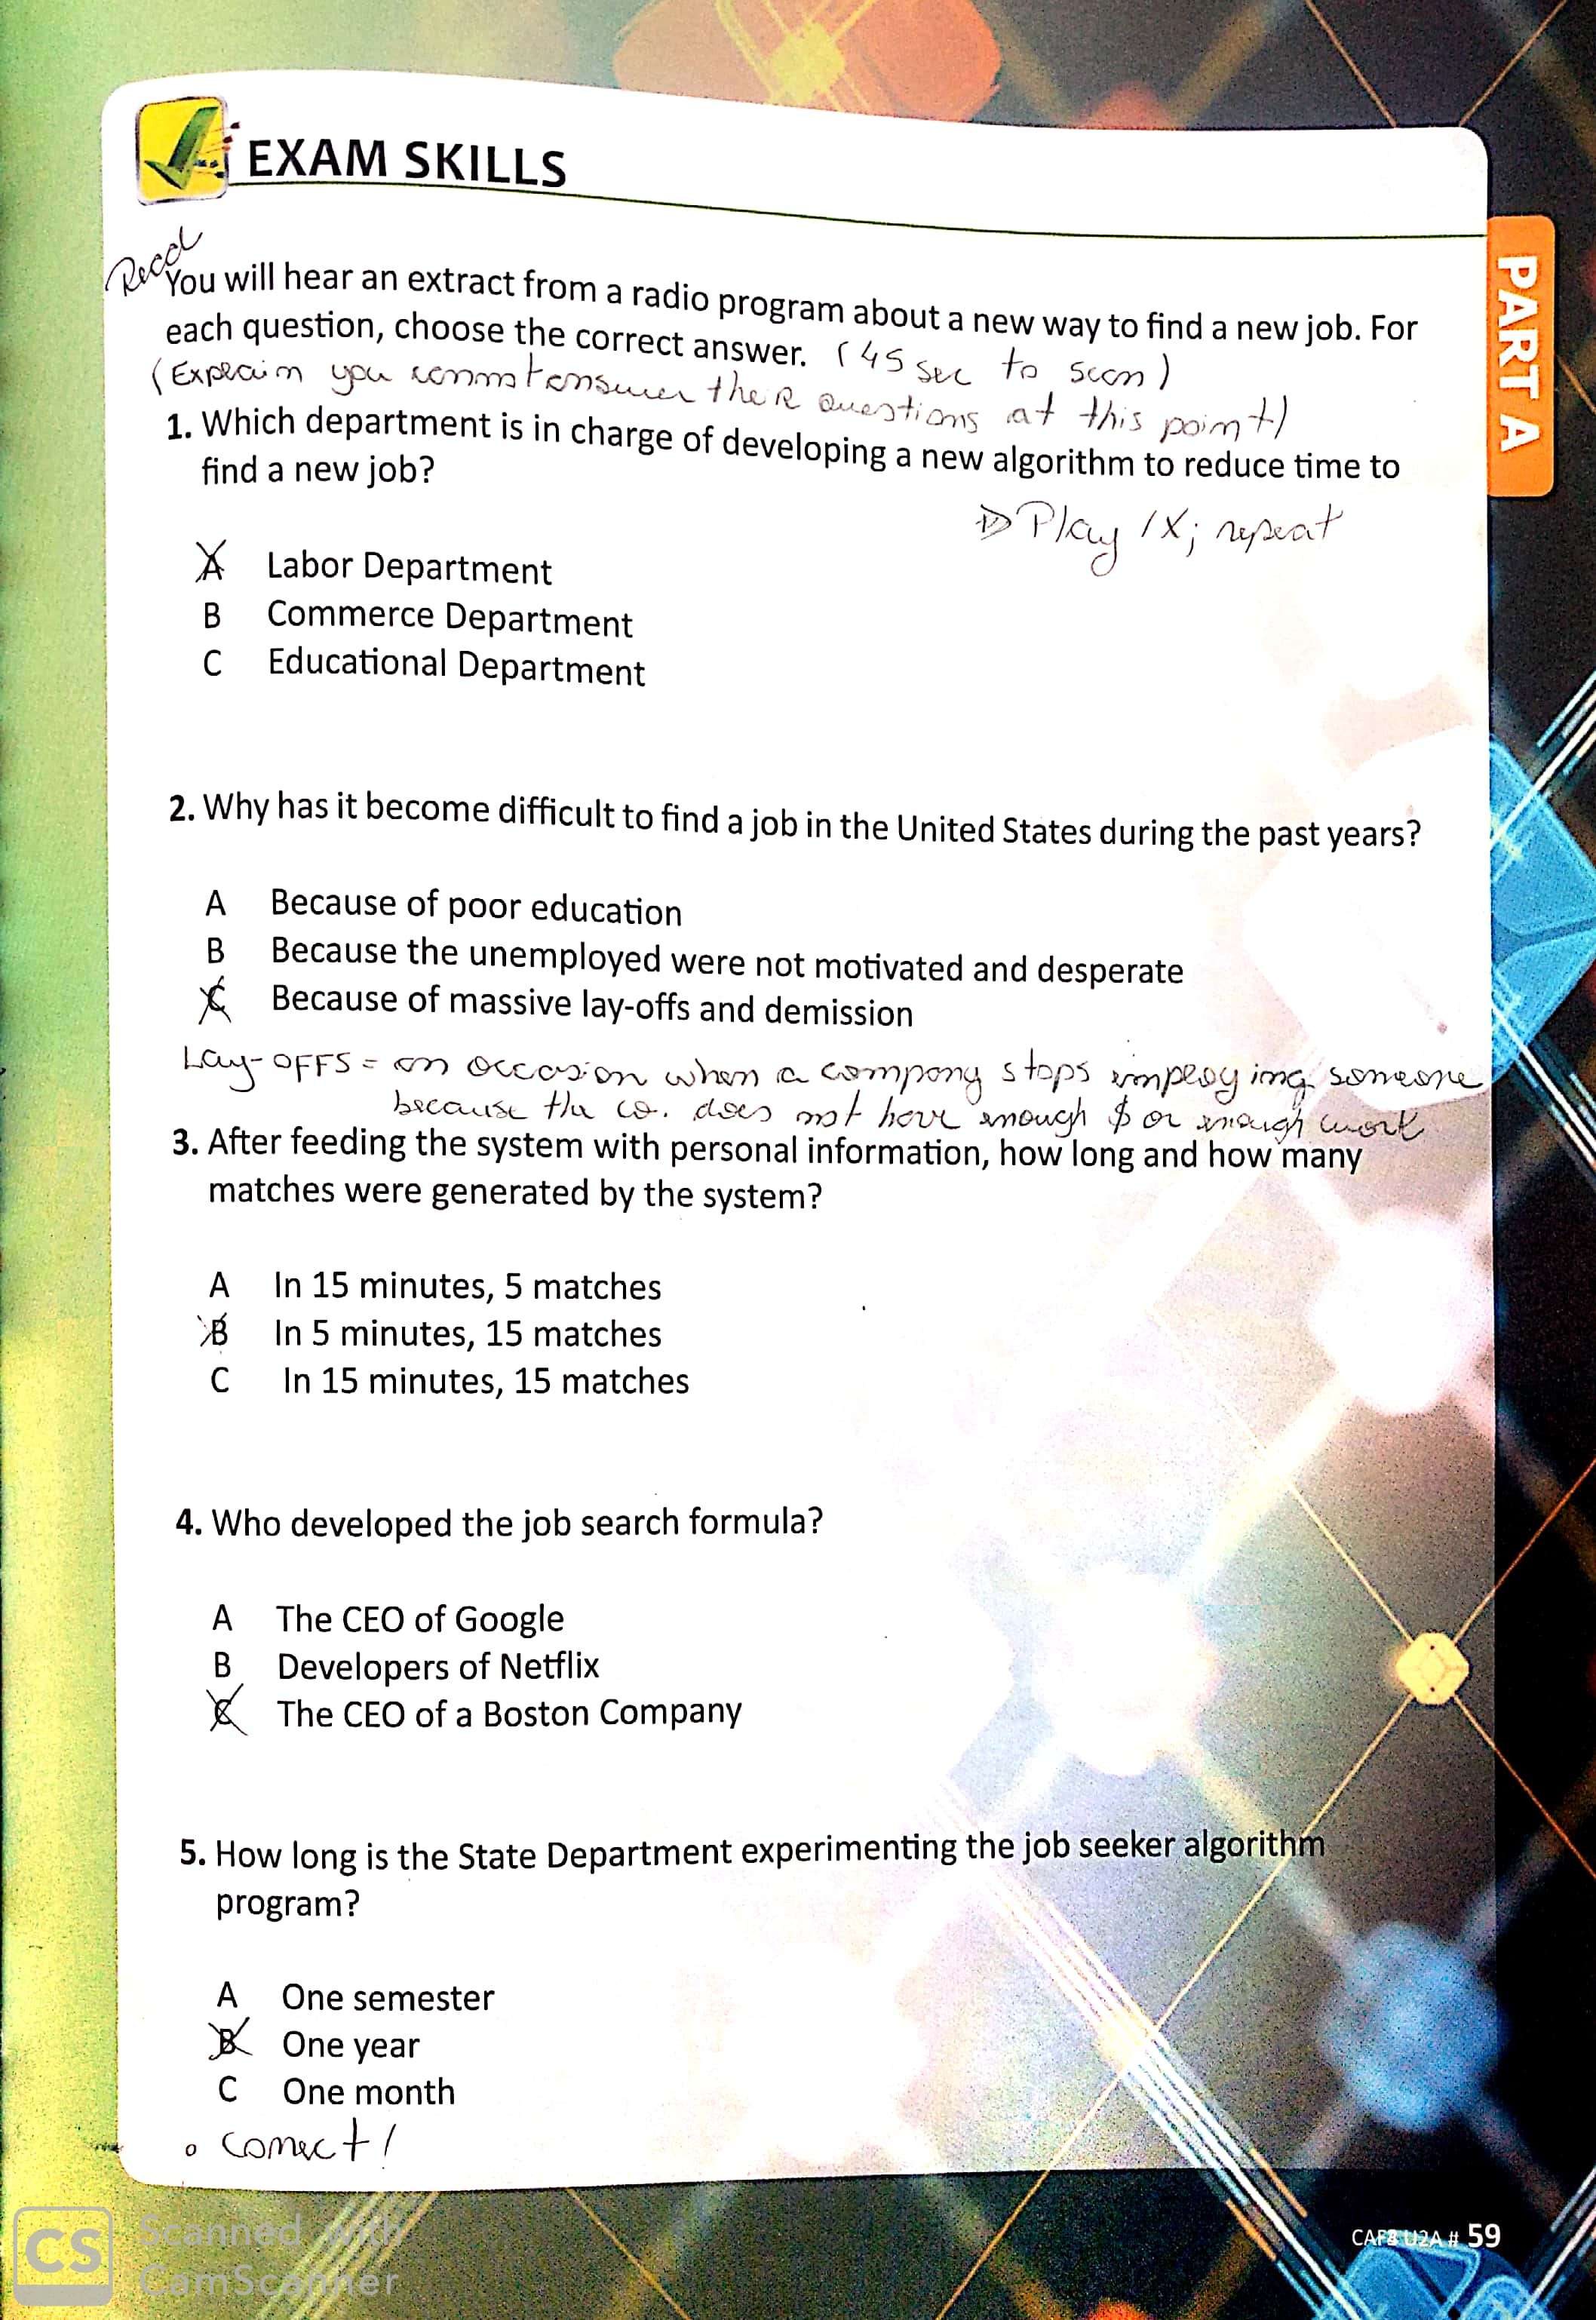 EXAM SKILLS
Read
You will hear an extract from a radio program about a new way to find a new job. For
each question, choose the correct answer. (45 sec to scan)
(Explain you cannot answer there questions at this point)
1. Which department is in charge of developing a new algorithm to reduce time to
find a new job?
Play 1X; repeat
A Labor Department
B Commerce Department
C Educational Department
2. Why has it become difficult to find a job in the United States during the past years?
A Because of poor education
B Because the unemployed were not motivated and desperate
C Because of massive lay-offs and demission
Lay-OFFS = an occasion when a company stops employing someone
because the co. does not have enough $ or enough work
3. After feeding the system with personal information, how long and how many
matches were generated by the system?
A In 15 minutes, 5 matches
B In 5 minutes, 15 matches
C In 15 minutes, 15 matches
4. Who developed the job search formula?
A The CEO of Google
B Developers of Netflix
C The CEO of a Boston Company
5. How long is the State Department experimenting the job seeker algorithm
program?
A One semester
B One year
C One month
o Correct!
PART A
U2A # 59
CS Scanned with
CamScanner